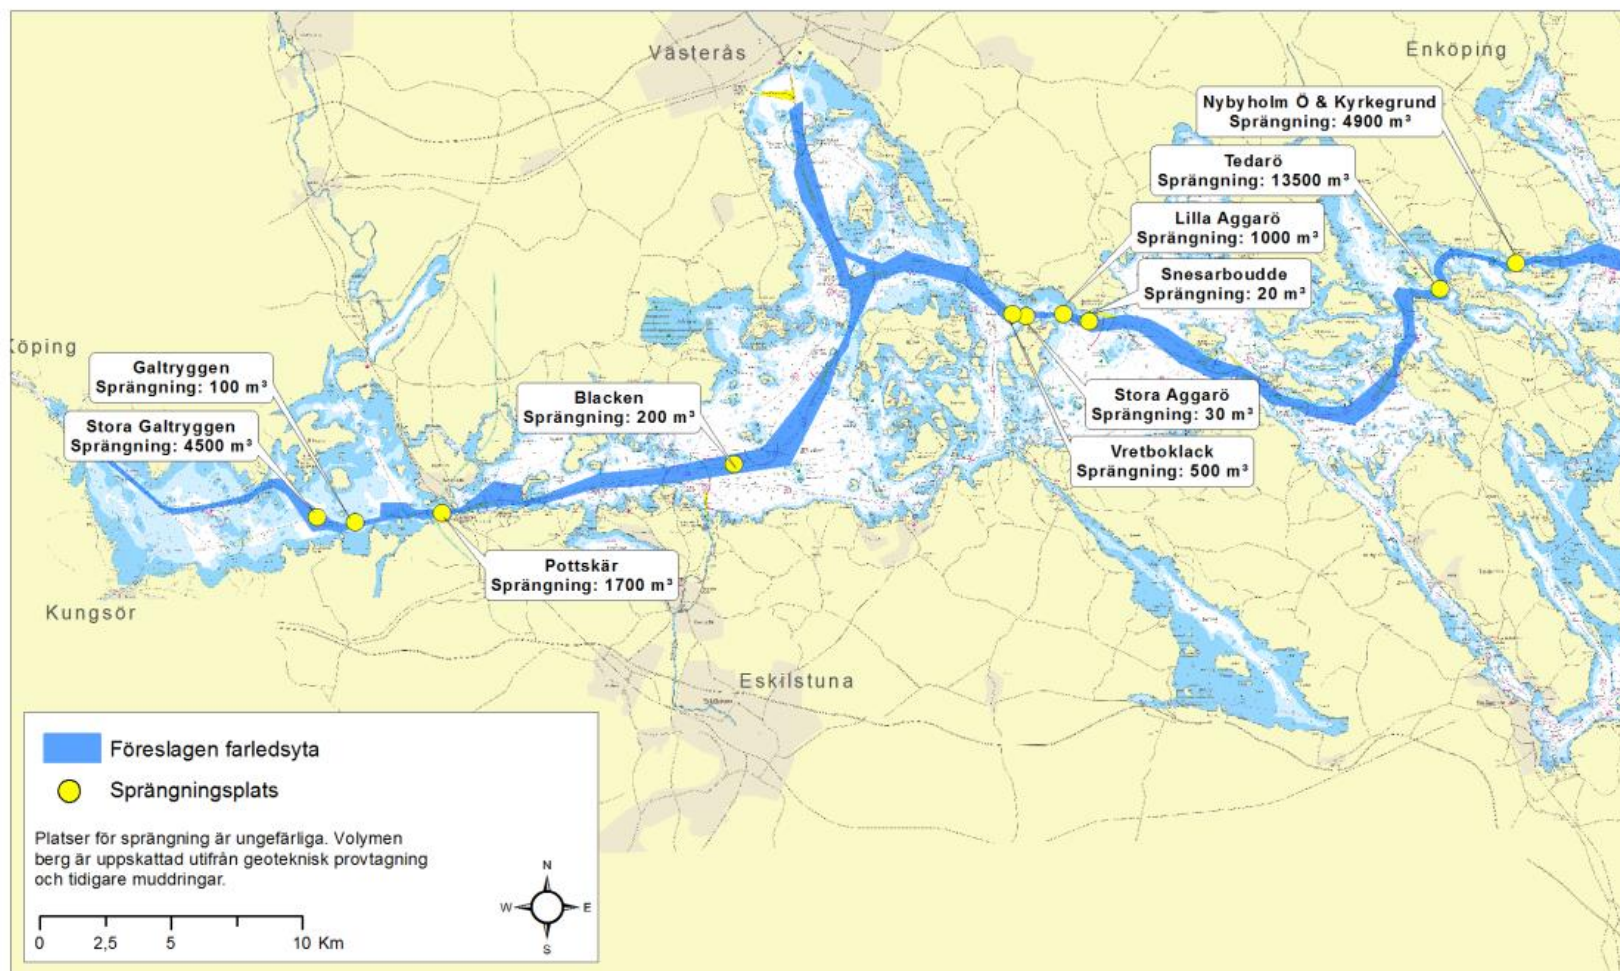 Västerås
Enköping
Nybyholm Ö & Kyrkegrund
Sprängning: 4900 m³
Tedarö
Sprängning: 13500 m³
Lilla Aggarö
Sprängning: 1000 m³
Snesarboudde
Sprängning: 20 m³
Köping
Galtryggen
Sprängning: 100 m³
Stora Galtryggen
Sprängning: 4500 m³
Blacken
Sprängning: 200 m³
Stora Aggarö
Sprängning: 30 m³
Vretboklack
Sprängning: 500 m³
Pottskär
Sprängning: 1700 m³
Kungsör
Eskilstuna
Föreslagen farledsyta
Sprängningsplats
Platser för sprängning är ungefärliga. Volymen
berg är uppskattad utifrån geoteknisk provtagning
och tidigare muddringar.
N
W E
S
0 2,5 5 10 Km